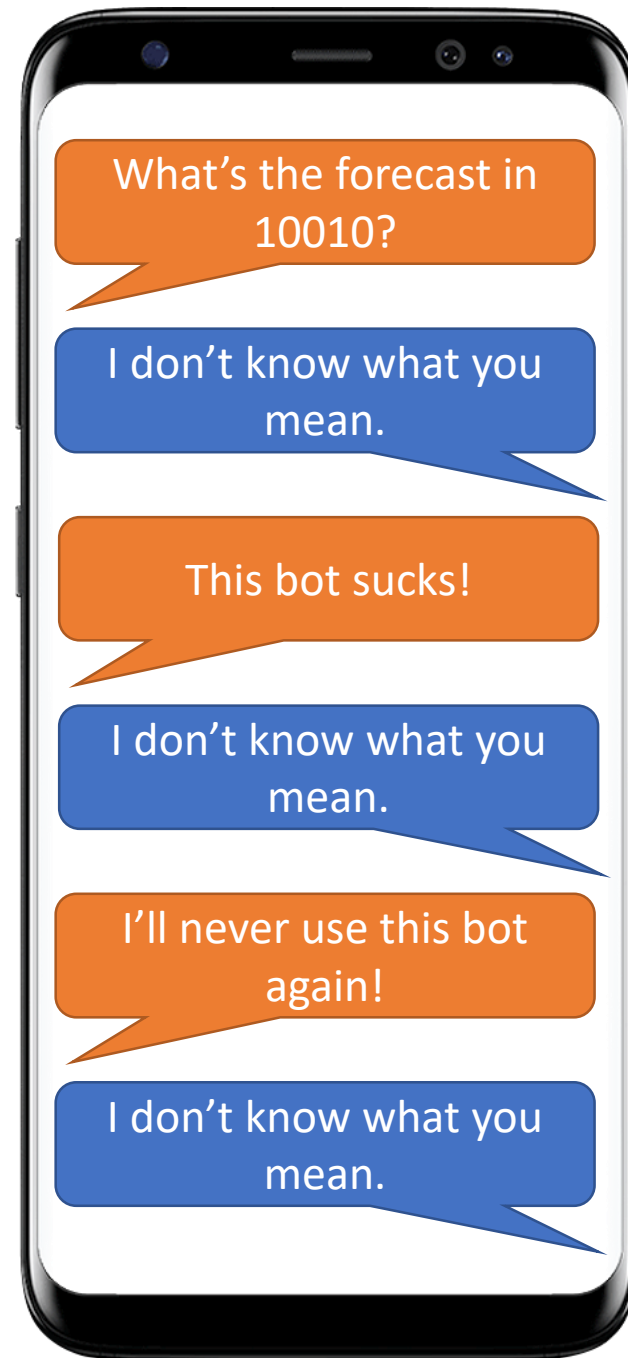 What’s the forecast in
10010?
I don’t know what you
mean.
This bot sucks!
I don’t know what you
mean.
I’ll never use this bot
again!
I don’t know what you
mean.